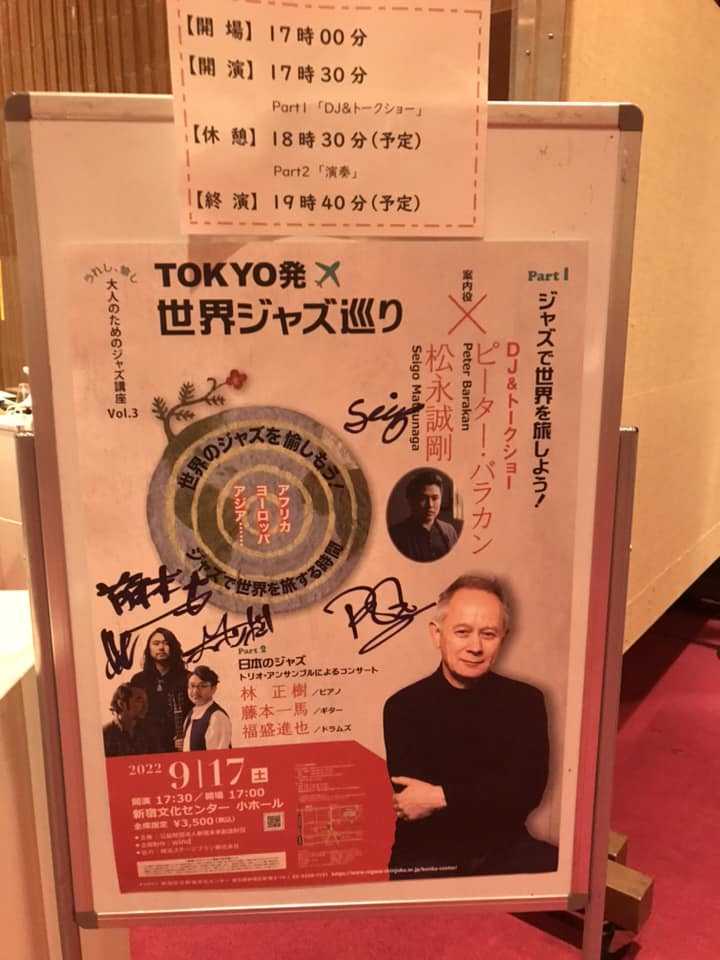 【開 場】 17時00分
【開 演】 17時30分
Part1「DJ&トークショー」
【休 憩】 18時30分(予定)
Part2「演奏」
【終 演】 19時40分(予定)
うれし、愉し
大人のためのジャズ講座
Vol.3
TOKYO発
世界ジャズ巡り
Part 1
ジャズで世界を旅しよう!
DJ&トークショー
ピーター・バラカン
Peter Barakan
×
案内役
松永誠剛
Seigo Matsunaga
Seigo
世界のジャズを愉しもう!
アフリカ
ヨーロッパ
アジア……
ジャズで世界を旅する時間
Part 2
日本のジャズ
トリオ・アンサンブルによるコンサート
林 正樹/ピアノ
藤本一馬/ギター
福盛進也/ドラムズ
2022 9|17 土
開演 17:30/開場 17:00
新宿文化センター 小ホール
全席指定 ¥3,500(税込)